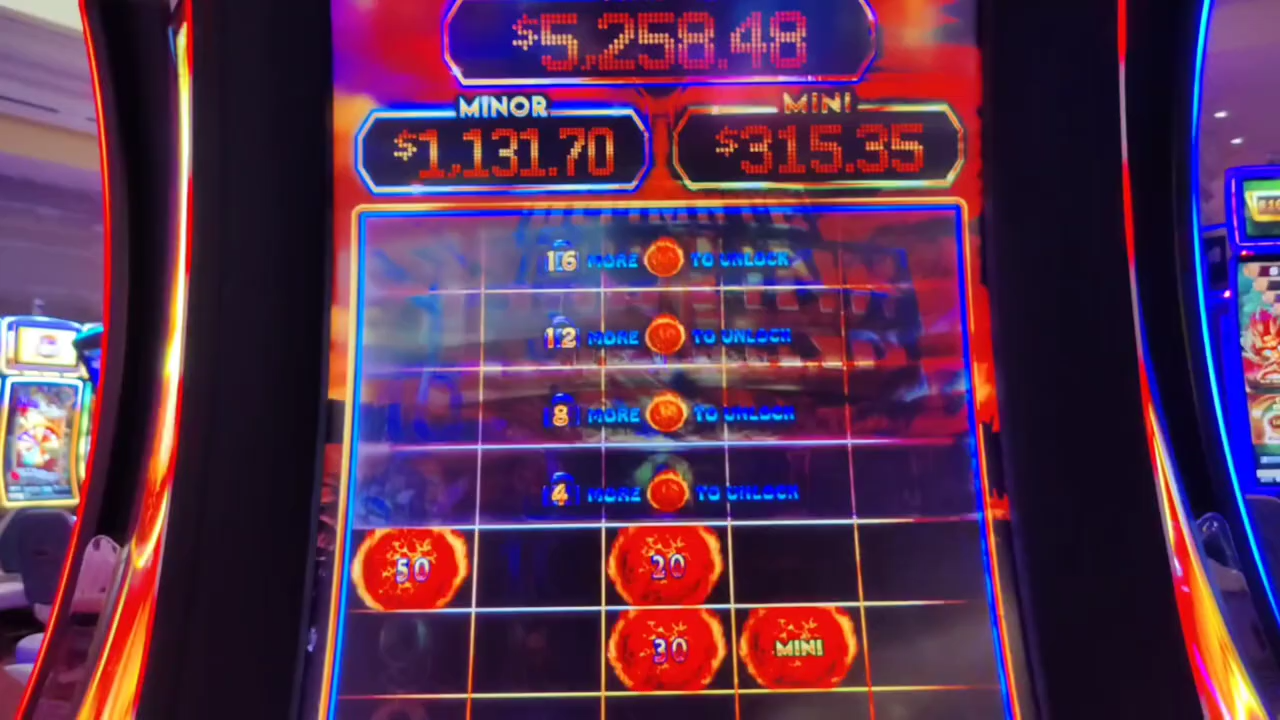 $5,258.48
MINOR
MINI
$1,131.70
$315.35
16 MORE TO UNLOCK
12 MORE TO UNLOCK
8 MORE TO UNLOCK
4 MORE TO UNLOCK
50
20
30
MINI